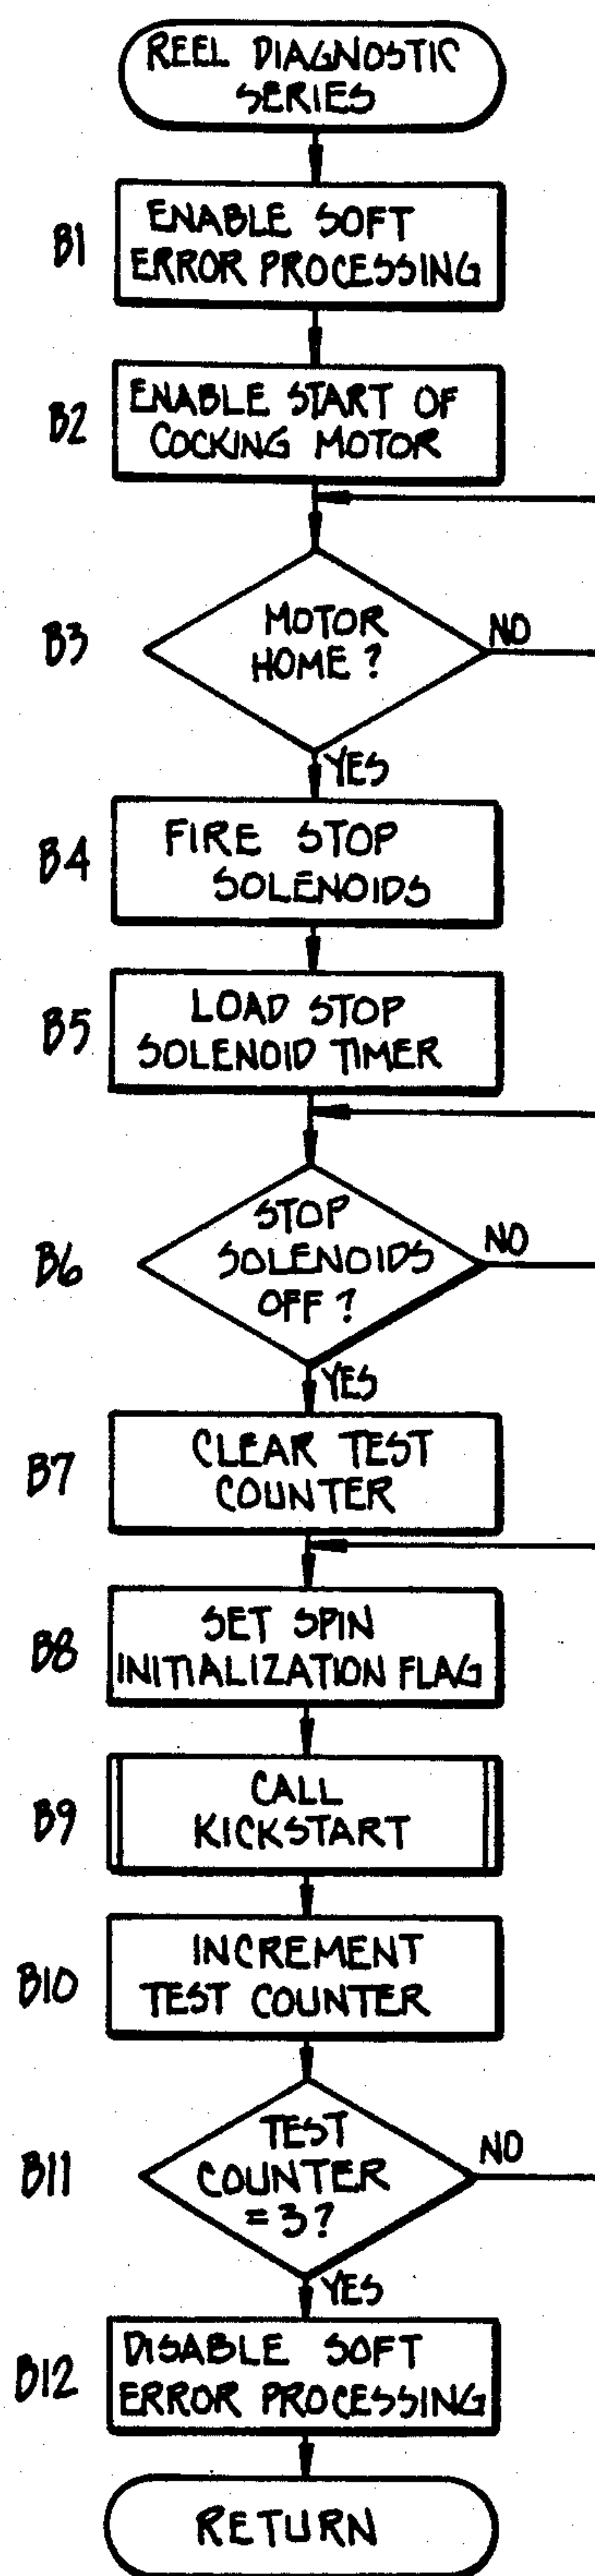 REEL DIAGNOSTIC
SERIES
B1
ENABLE SOFT
ERROR PROCESSING
B2
ENABLE START OF
COCKING MOTOR
B3
MOTOR
HOME?
NO
YES
B4
FIRE STOP
SOLENOIDS
B5
LOAD STOP
SOLENOID TIMER
B6
STOP
SOLENOIDS
OFF?
NO
YES
B7
CLEAR TEST
COUNTER
B8
SET SPIN
INITIALIZATION FLAG
B9
CALL
KICKSTART
B10
INCREMENT
TEST COUNTER
B11
TEST
COUNTER
=3?
NO
YES
B12
DISABLE SOFT
ERROR PROCESSING
RETURN